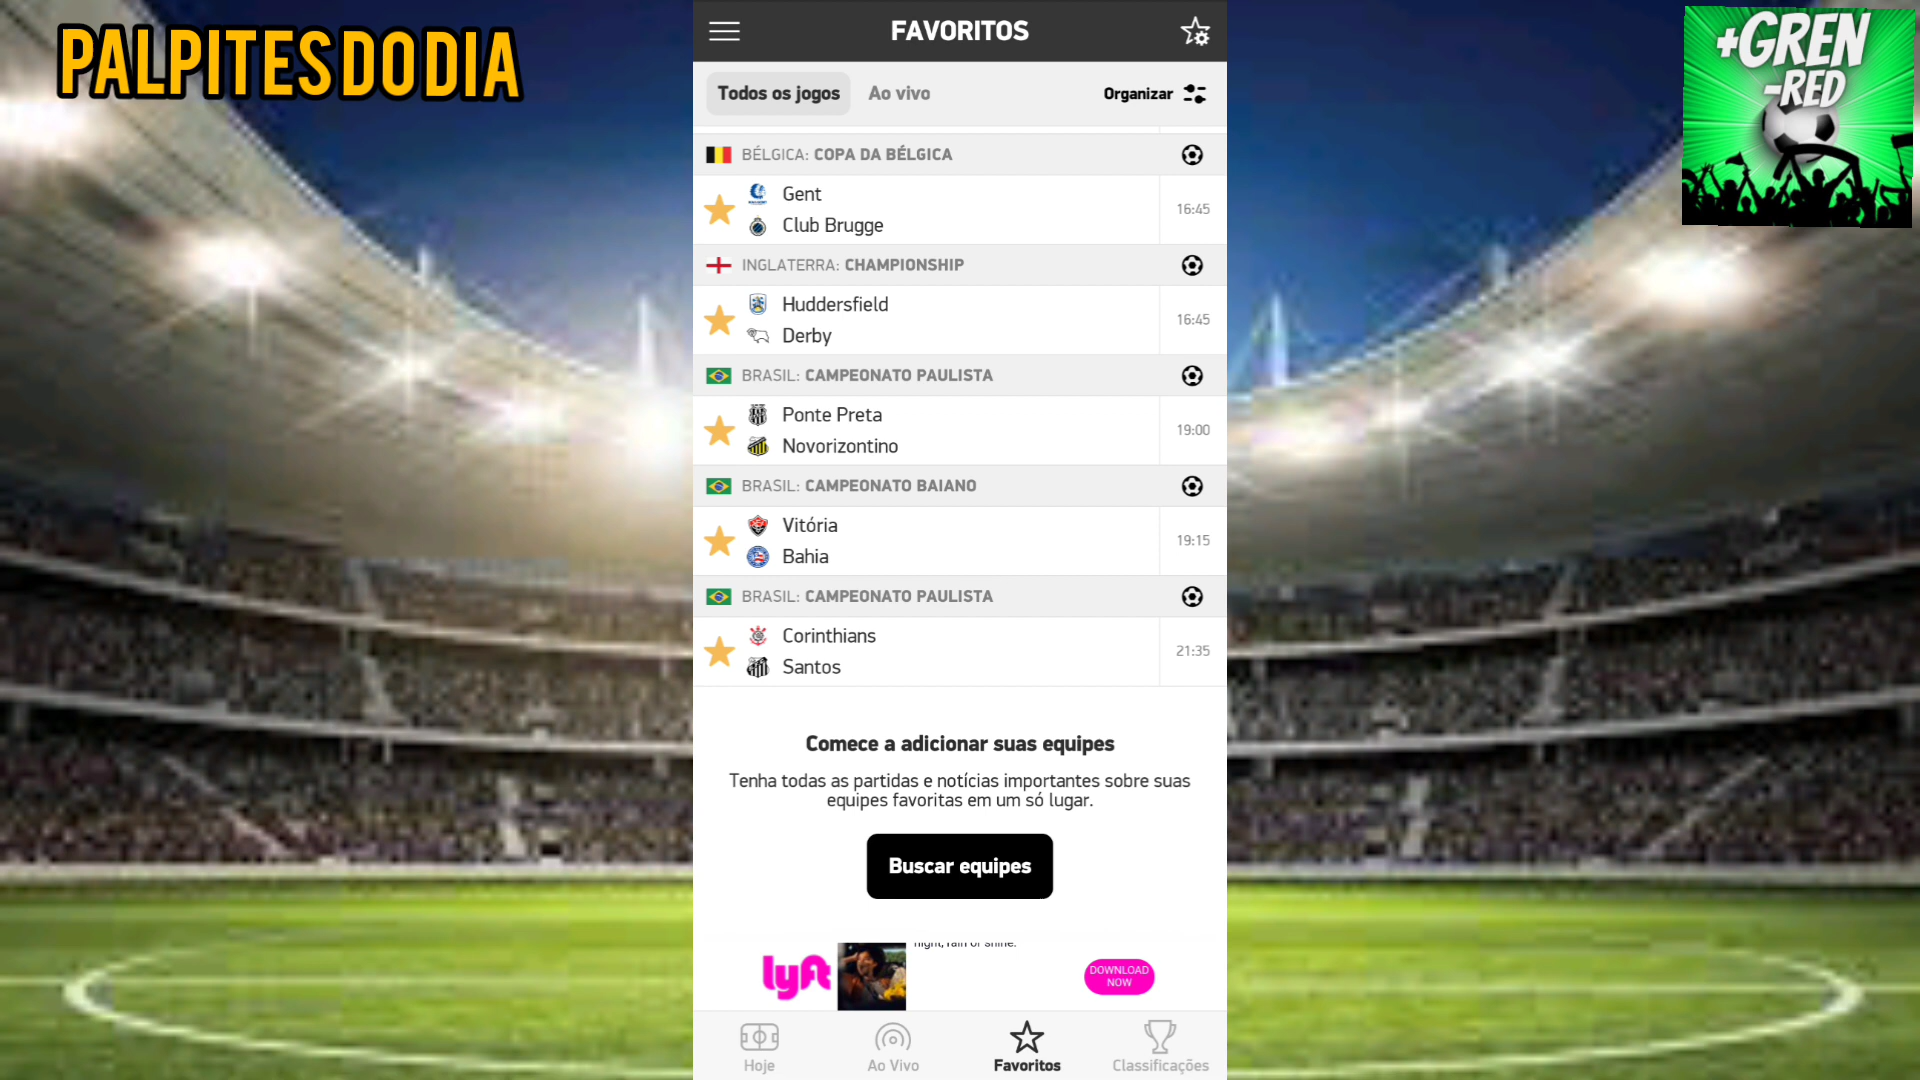 PALPITES DO DIA
+GREN
-RED
FAVORITOS
Todos os jogos
Ao vivo
Organizar
BÉLGICA: COPA DA BÉLGICA
Gent
Club Brugge
16:45
INGLATERRA: CHAMPIONSHIP
Huddersfield
Derby
16:45
BRASIL: CAMPEONATO PAULISTA
Ponte Preta
Novorizontino
19:00
BRASIL: CAMPEONATO BAIANO
Vitória
Bahia
19:15
BRASIL: CAMPEONATO PAULISTA
Corinthians
Santos
21:35
Comece a adicionar suas equipes
Tenha todas as partidas e notícias importantes sobre suas
equipes favoritas em um só lugar.
Buscar equipes
night, rain or shine.
lyft
DOWNLOAD
NOW
Hoje
Ao Vivo
Favoritos
Classificações